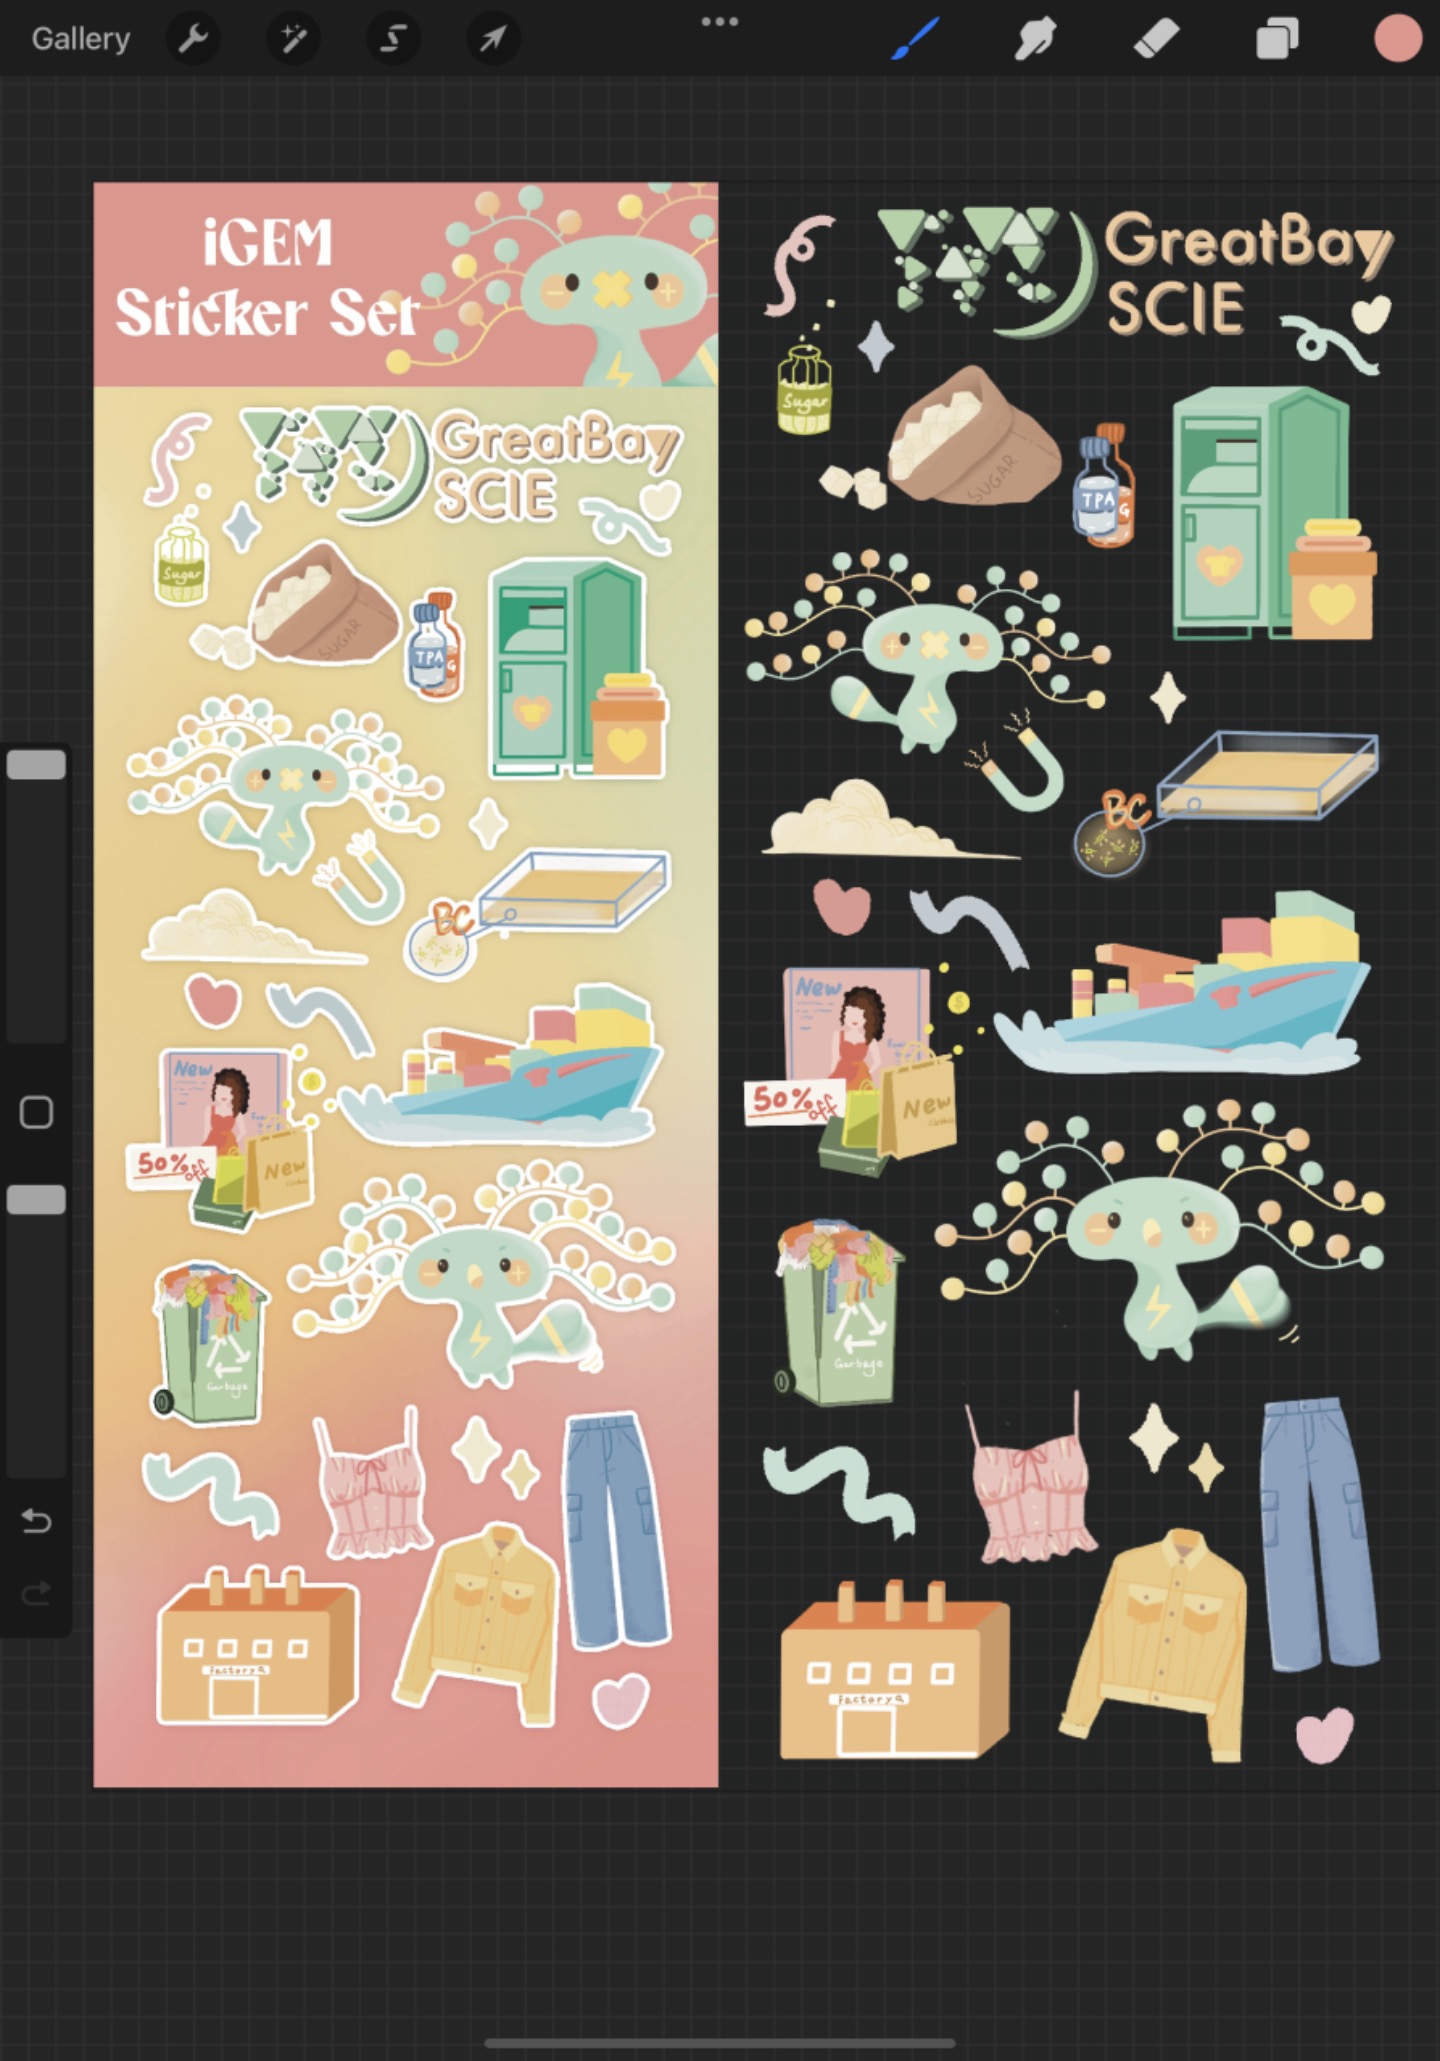 Gallery
iGEM
Sticker Set
GreatBay
SCIE
Sugar
SUGAR
TPA
G
BC
New
50% off
New
Garbage
Factory
GreatBay
SCIE
Sugar
SUGAR
TPA
G
BC
New
$
50% off
New
Garbage
Factory